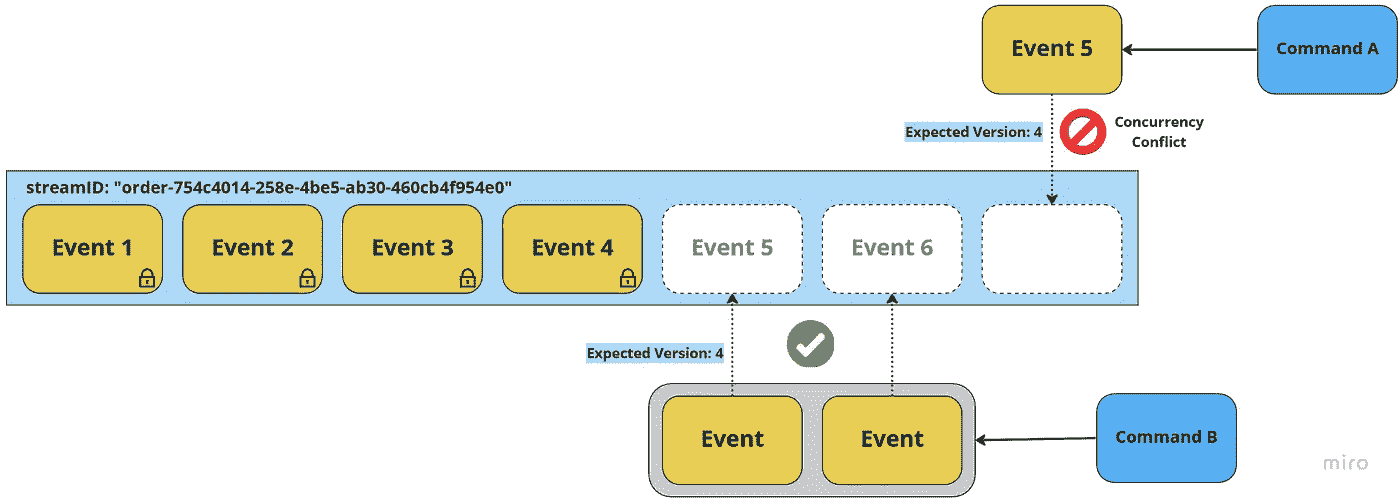 Event 5
Command A
Expected Version: 4
Concurrency
Conflict
streamID: "order-754c4014-258e-4be5-ab30-460cb4f954e0"
Event 1
Event 2
Event 3
Event 4
Event 5
Event 6
Expected Version: 4
Event
Event
Command B
miro